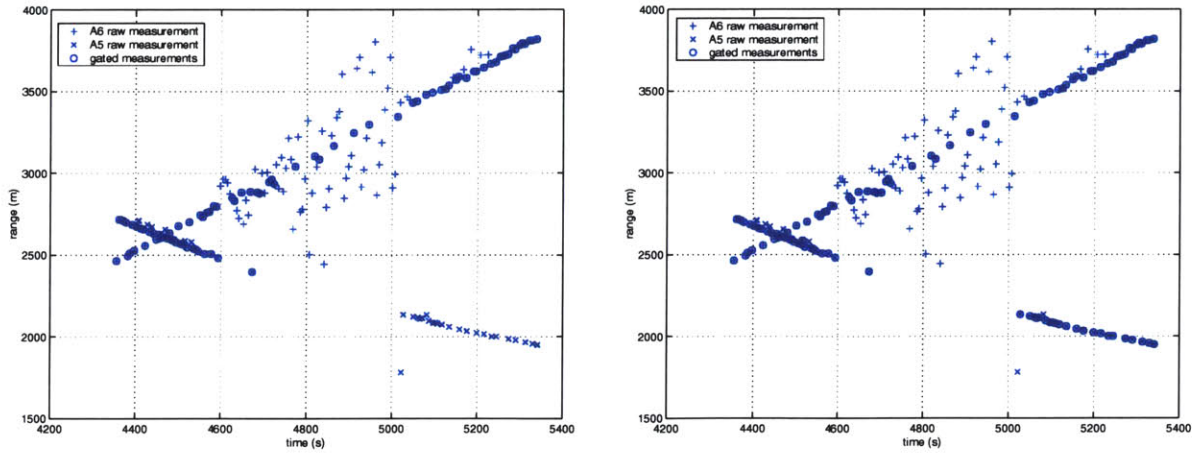 4000
A6 raw measurement
A5 raw measurement
gated measurements
3500
3000
2500
2000
1500
range (m)
4200 4400 4600 4800 5000 5200 5400
time (s)
4000
A6 raw measurement
A5 raw measurement
gated measurements
3500
3000
2500
2000
1500
range (m)
4200 4400 4600 4800 5000 5200 5400
time (s)